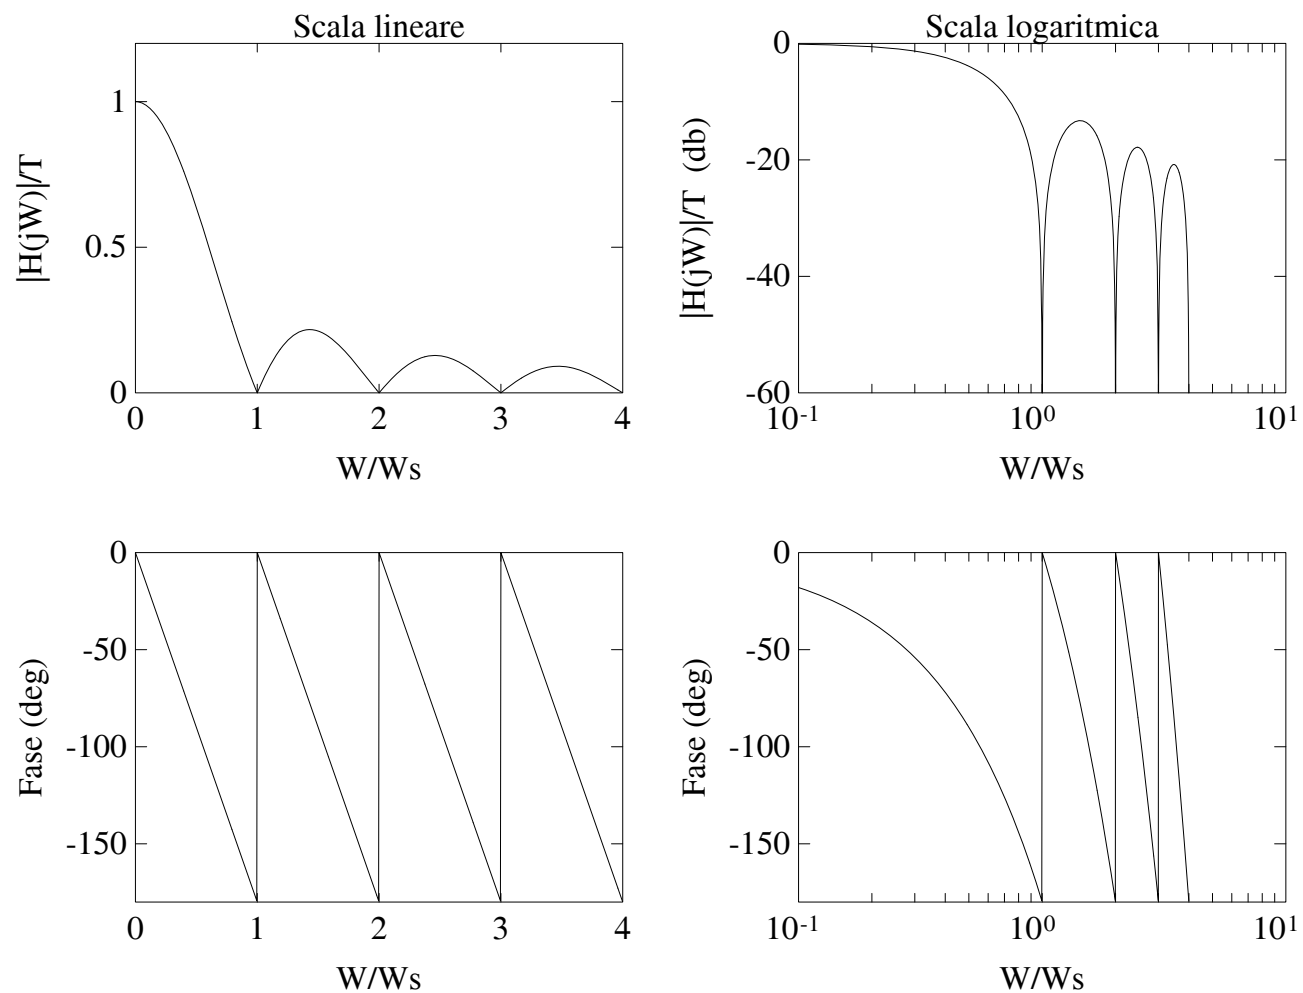 Scala lineare
|H(jW)|/T
1
0.5
0
0 1 2 3 4
W/Ws
Scala logaritmica
|H(jW)|/T (db)
0
-20
-40
-60
10-1 100 101
W/Ws
Fase (deg)
0
-50
-100
-150
0 1 2 3 4
W/Ws
Fase (deg)
0
-50
-100
-150
10-1 100 101
W/Ws